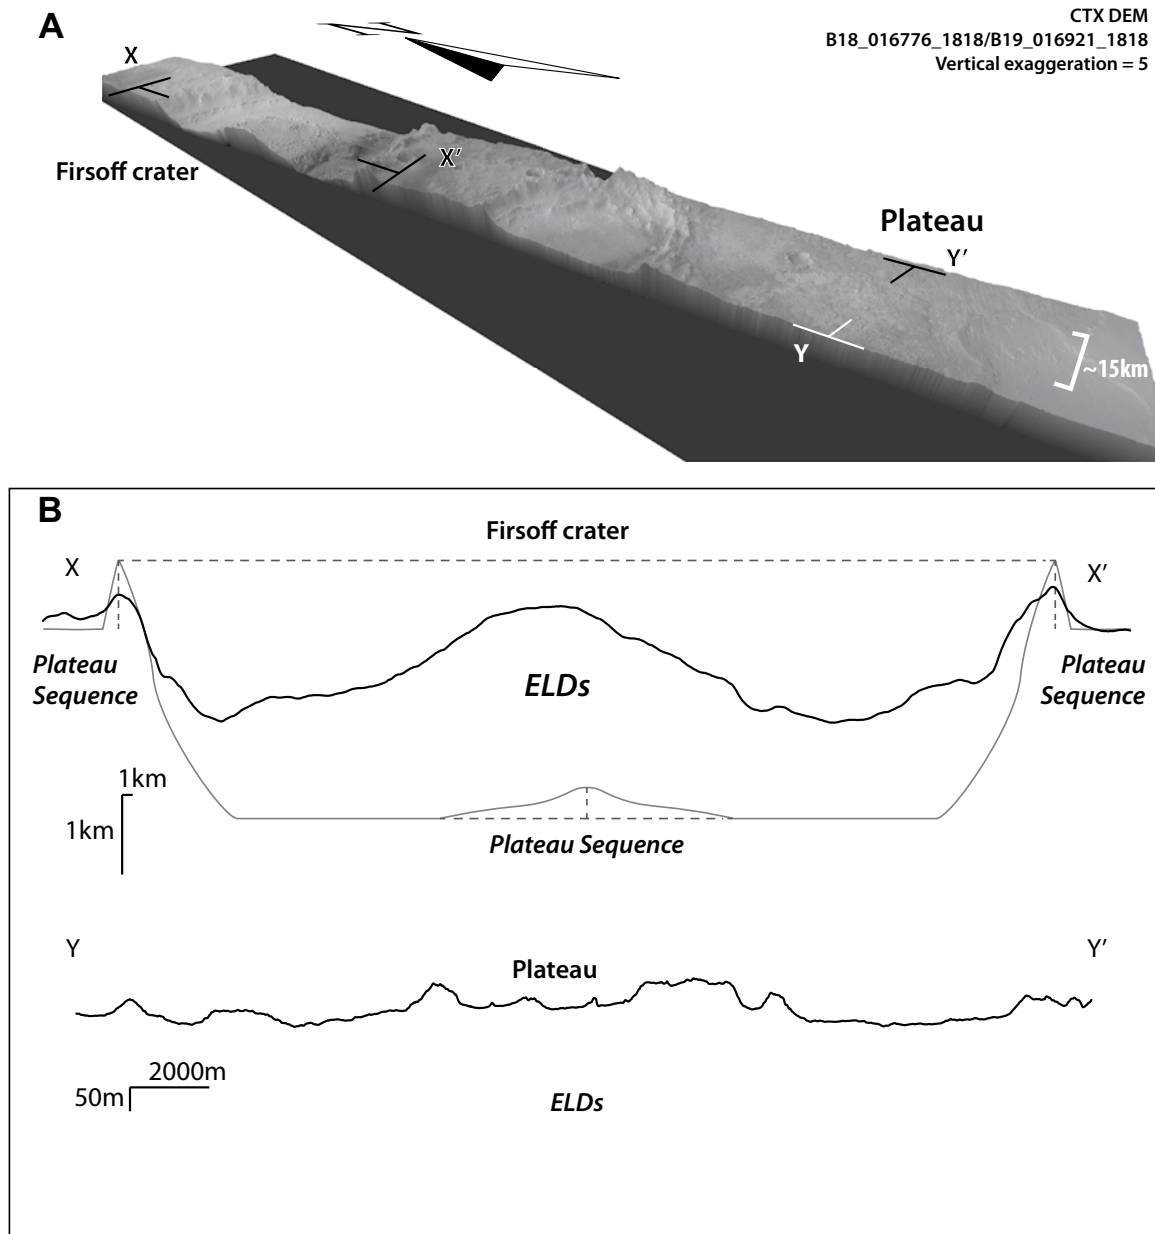 A
CTX DEM
B18_016776_1818/B19_016921_1818
Vertical exaggeration = 5
X
Firsoff crater
X'
Plateau
Y'
Y
~15km
B
Firsoff crater
X
X'
Plateau
Sequence
ELDs
Plateau
Sequence
1km
1km
Plateau Sequence
Y
Y'
Plateau
2000m
50m
ELDs